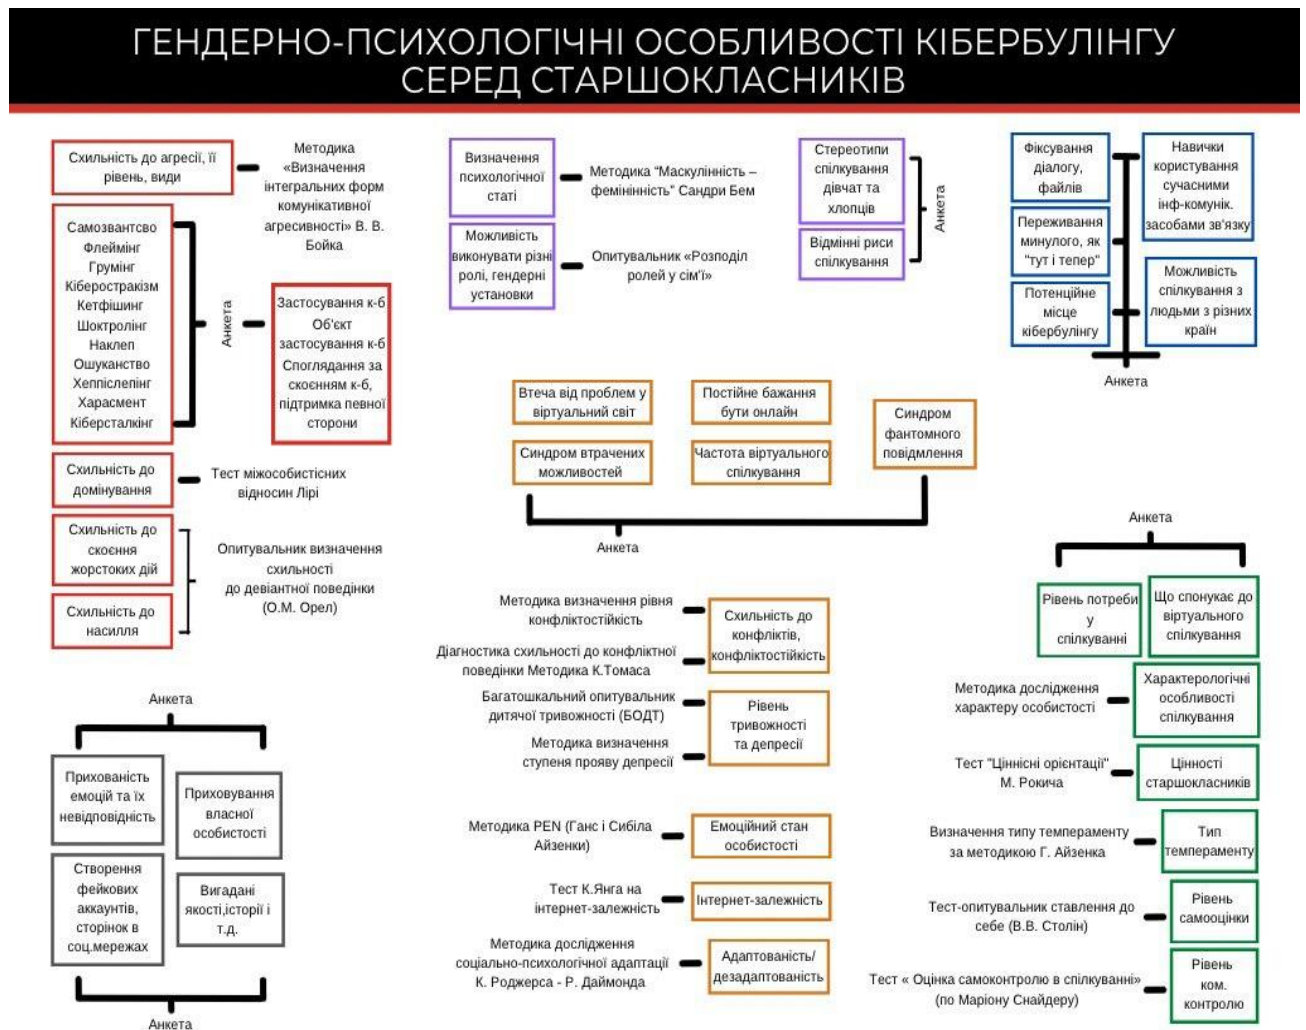 ГЕНДЕРНО-ПСИХОЛОГІЧНІ ОСОБЛИВОСТІ КІБЕРБУЛІНГУ
СЕРЕД СТАРШОКЛАСНИКІВ
Схильність до агресії, її
рівень, види
Методика
«Визначення
інтегральних форм
комунікативної
агресивності» В. В.
Бойка
Самозвантсво
Флеймінг
Грумінг
Кіберостракізм
Кетфішинг
Шоктролінг
Наклеп
Ошуканство
Хеппіслепінг
Харасмент
Кіберсталкінг
Анкета
Застосування к-б
Об'єкт
застосування к-б
Споглядання за
скоєнням к-б,
підтримка певної
сторони
Схильність до
домінування
Тест міжособистісних
відносин Лірі
Схильність до
скоєння
жорстоких дій
Схильність до
насилля
Опитувальник визначення
схильності
до девіантної поведінки
(О.М. Орел)
Анкета
Прихованість
емоцій та їх
невідповідність
Приховування
власної
особистості
Створення
фейкових
аккаунтів,
сторінок в
соц.мережах
Вигадані
якості,історії і
т.д.
Анкета
Визначення
психологічної
статі
Методика “Маскулінність –
фемінінність” Сандри Бем
Можливість
виконувати різні
ролі, гендерні
установки
Опитувальник «Розподіл
ролей у сім'ї»
Стереотипи
спілкування
дівчат та
хлопців
Відмінні риси
спілкування
Анкета
Фіксування
діалогу,
файлів
Навички
користування
сучасними
інф-комунік.
засобами зв'язку
Переживання
минулого, як
"тут і тепер"
Потенційне
місце
кібербулінгу
Можливість
спілкування з
людьми з різних
країн
Анкета
Втеча від проблем у
віртуальний світ
Постійне бажання
бути онлайн
Синдром
фантомного
повідмлення
Синдром втрачених
можливостей
Частота віртуального
спілкування
Анкета
Методика визначення рівня
конфліктостійкість
Діагностика схильності до конфліктної
поведінки Методика К.Томаса
Схильність до
конфліктів,
конфліктостійкість
Багатошкальний опитувальник
дитячої тривожності (БОДТ)
Методика визначення
ступеня прояву депресії
Рівень
тривожності
та депресії
Методика PEN (Ганс і Сибіла
Айзенки)
Емоційний стан
особистості
Тест К.Янга на
інтернет-залежність
Інтернет-залежність
Методика дослідження
соціально-психологічної адаптації
К. Роджерса - Р. Даймонда
Адаптованість/
дезадаптованість
Анкета
Рівень потреби
у
спілкуванні
Що спонукає до
віртуального
спілкування
Методика дослідження
характеру особистості
Характерологічні
особливості
спілкування
Тест "Ціннісні орієнтації"
М. Рокича
Цінності
старшокласників
Визначення типу темпераменту
за методикою Г. Айзенка
Тип
темпераменту
Тест-опитувальник ставлення до
себе (В.В. Столін)
Рівень
самооцінки
Тест « Оцінка самоконтролю в спілкуванні»
(по Маріону Снайдеру)
Рівень
ком.
контролю